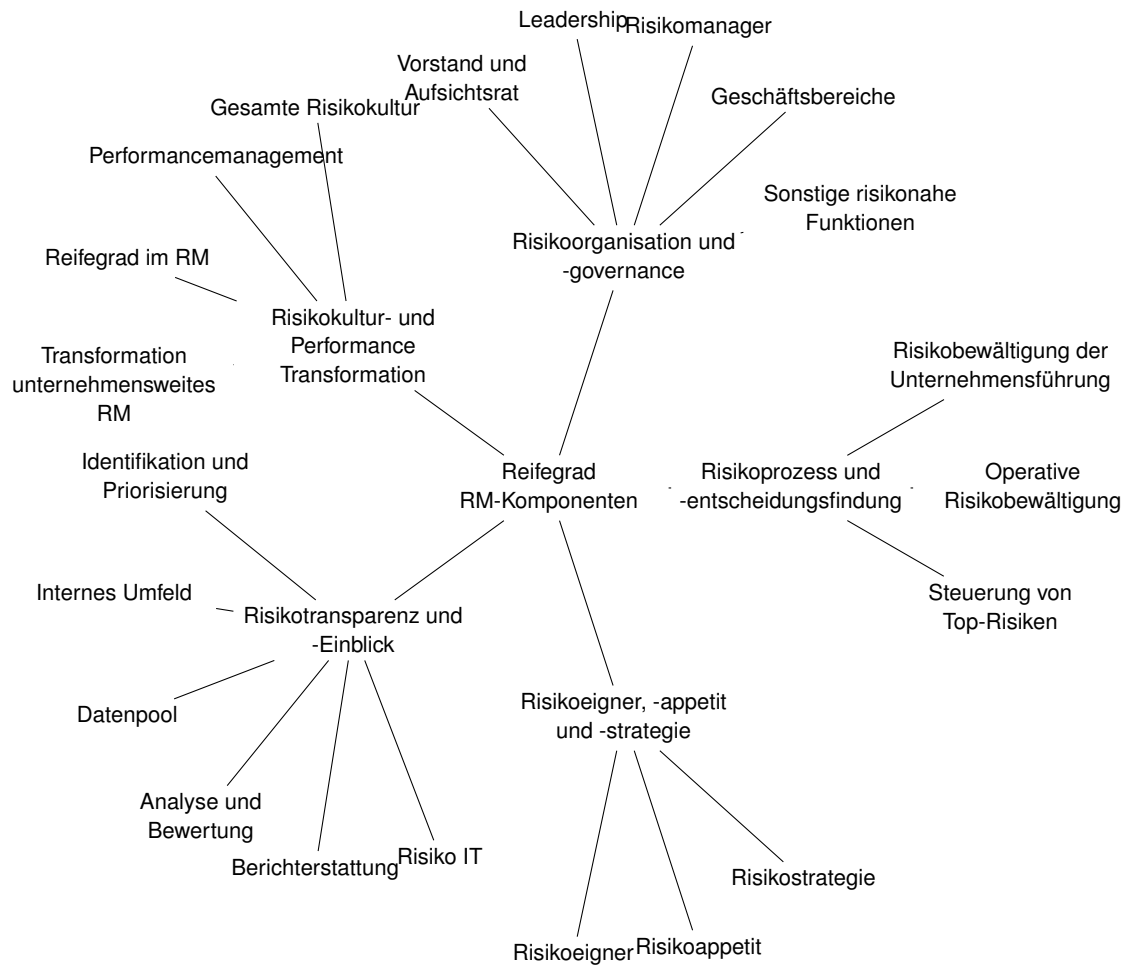 Leadership
Risikomanager
Vorstand und
Aufsichtsrat
Geschäftsbereiche
Gesamte Risikokultur
Performancemanagement
Sonstige risikonahe
Funktionen
Risikoorganisation und
-governance
Reifegrad im RM
Risikokultur- und
Performance
Transformation
Transformation
unternehmensweites
RM
Risikobewältigung der
Unternehmensführung
Identifikation und
Priorisierung
Reifegrad
RM-Komponenten
Risikoprozess und
-entscheidungsfindung
Operative
Risikobewältigung
Internes Umfeld
Risikotransparenz und
-Einblick
Steuerung von
Top-Risiken
Datenpool
Risikoeigner, -appetit
und -strategie
Analyse und
Bewertung
Berichterstattung
Risiko IT
Risikostrategie
Risikoeigner
Risikoappetit